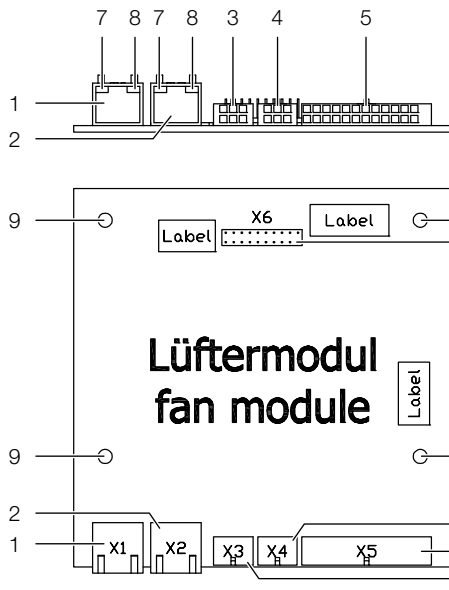 7 8 7 8 3 4 5
1
2
9
X6
Label
Label
Lüftermodul
fan module
Label
9
2
1
X1 X2 X3 X4 X5